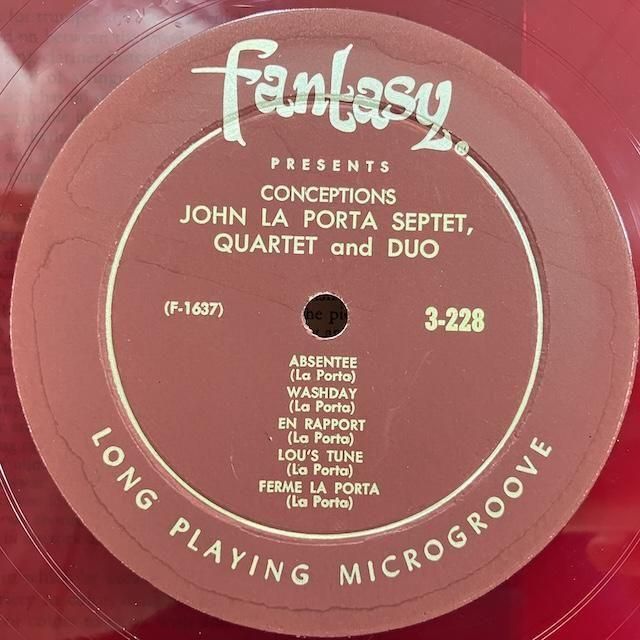 fantasy
PRESENTS
CONCEPTIONS
JOHN LA PORTA SEPTET,
QUARTET and DUO
(F-1637)
3-228
ABSENTEE
(La Porta)
WASHDAY
(La Porta)
EN RAPPORT
(La Porta)
LOU'S TUNE
(La Porta)
FERME LA PORTA
(La Porta)
LONG PLAYING MICROGROOVE